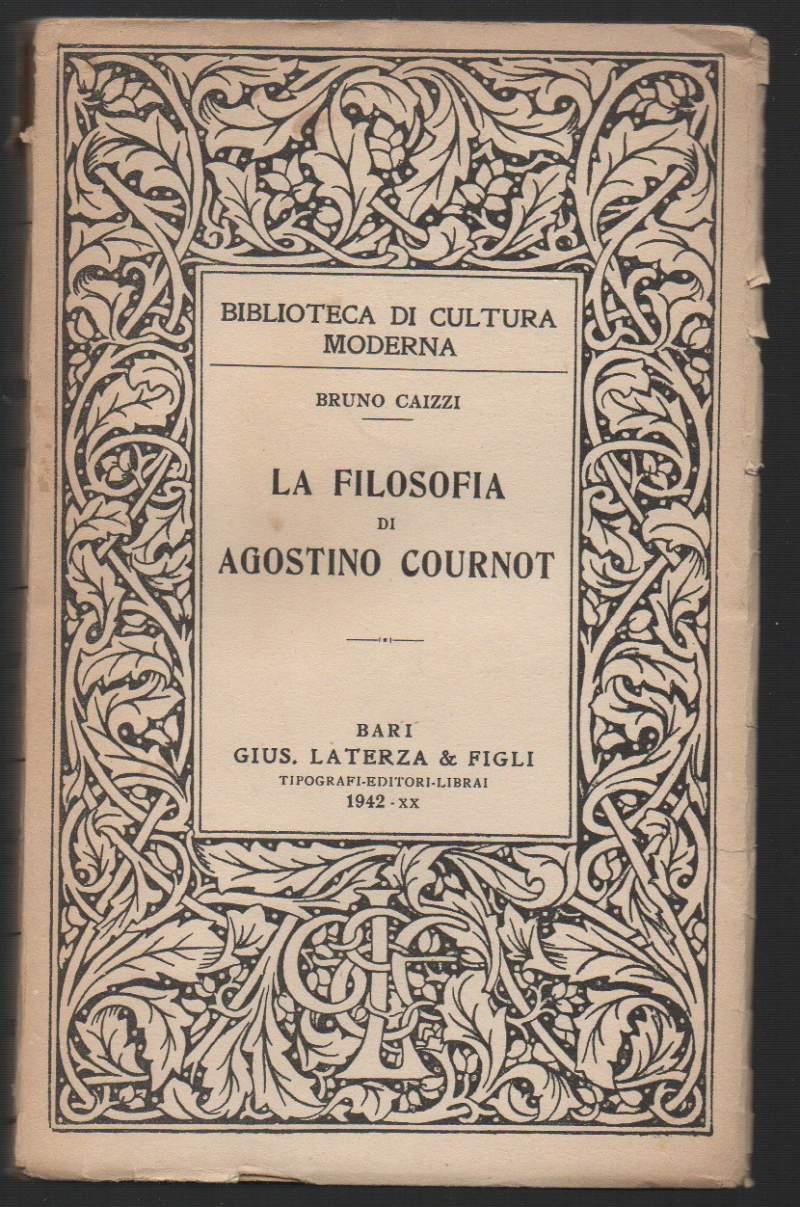 BIBLIOTECA DI CULTURA
MODERNA
BRUNO CAIZZI
LA FILOSOFIA
DI
AGOSTINO COURNOT
BARI
GIUS. LATERZA & FIGLI
TIPOGRAFI-EDITORI-LIBRAI
1942 - XX